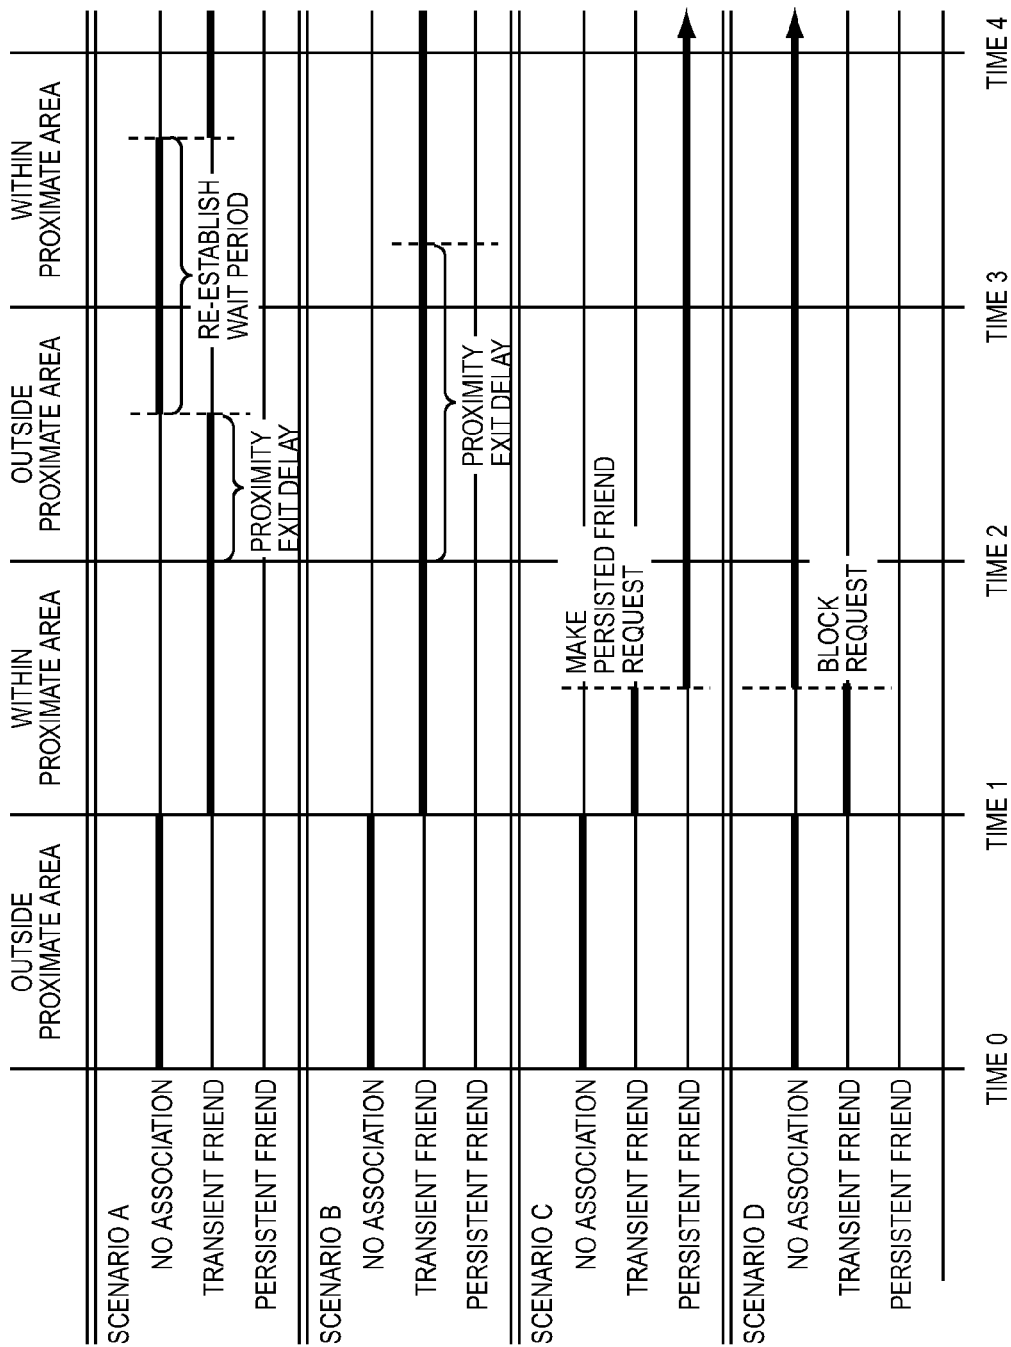 OUTSIDE
PROXIMATE AREA
WITHIN
PROXIMATE AREA
OUTSIDE
PROXIMATE AREA
WITHIN
PROXIMATE AREA
SCENARIO A
NO ASSOCIATION
TRANSIENT FRIEND
PERSISTENT FRIEND
PROXIMITY
EXIT DELAY
RE-ESTABLISH
WAIT PERIOD
SCENARIO B
NO ASSOCIATION
TRANSIENT FRIEND
PERSISTENT FRIEND
PROXIMITY
EXIT DELAY
SCENARIO C
NO ASSOCIATION
TRANSIENT FRIEND
PERSISTENT FRIEND
MAKE
PERSISTED FRIEND
REQUEST
SCENARIO D
NO ASSOCIATION
TRANSIENT FRIEND
PERSISTENT FRIEND
BLOCK
REQUEST
TIME 0
TIME 1
TIME 2
TIME 3
TIME 4